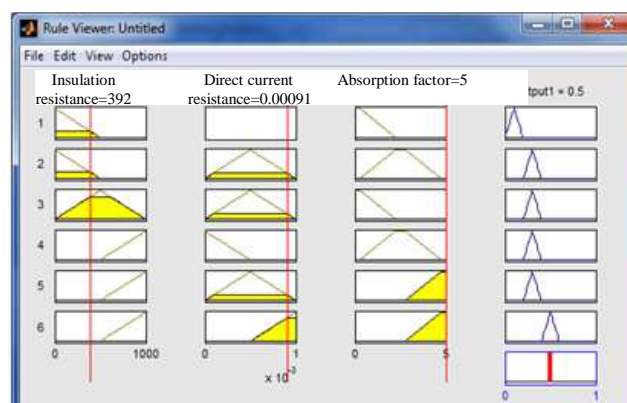 Rule Viewer: Untitled
File Edit View Options
Insulation resistance=392
Direct current resistance=0.00091
Absorption factor=5
tput1 = 0.5
1
2
3
4
5
6
0 1000
0 1
x 10⁻³
0 5
0 1